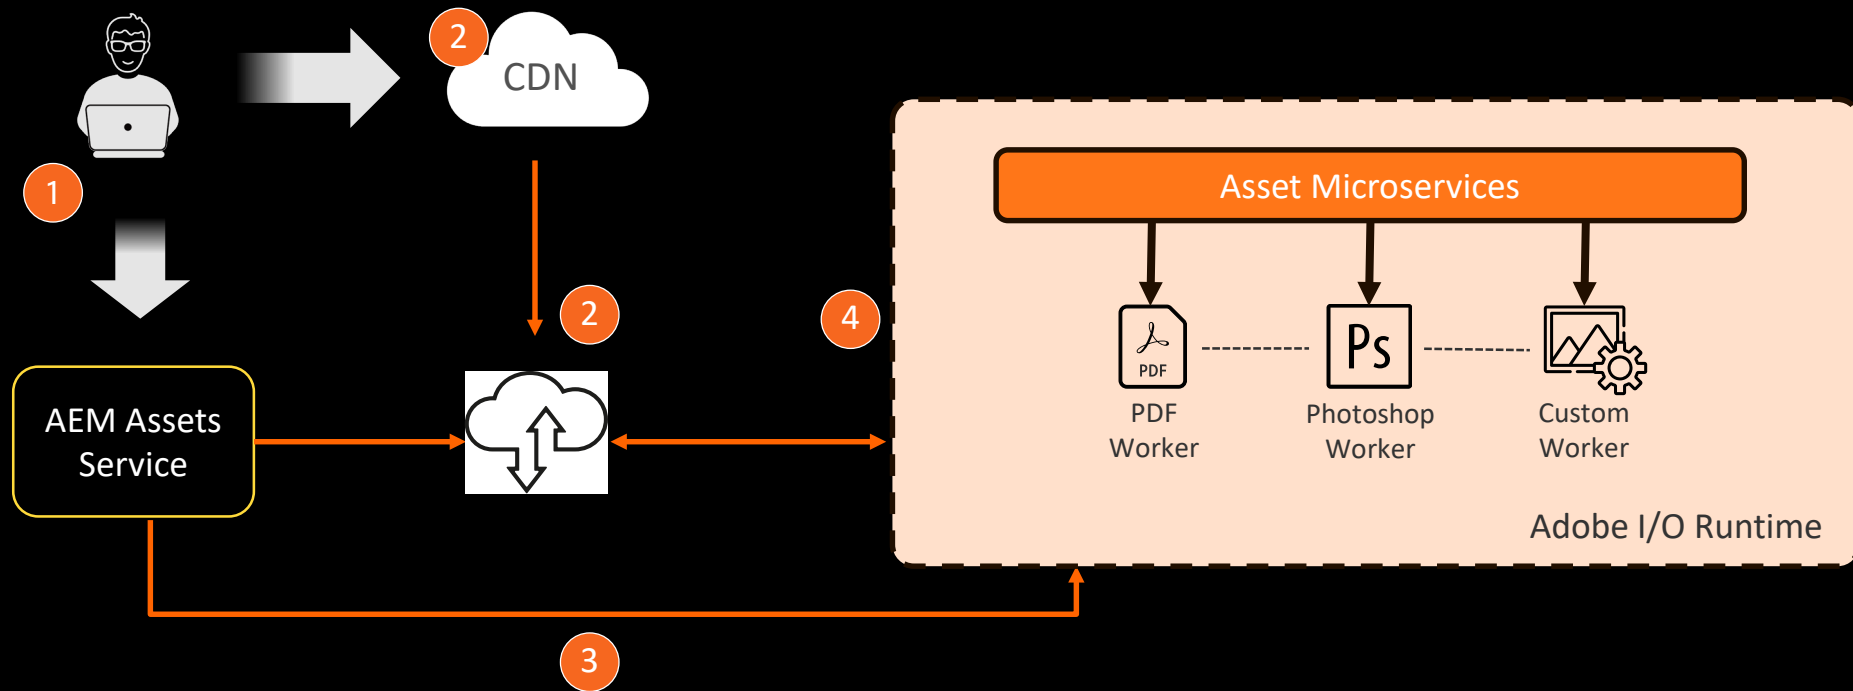 2
CDN
1
Asset Microservices
2
4
PDF
Ps
PDF
Worker
Photoshop
Worker
Custom
Worker
AEM Assets
Service
Adobe I/O Runtime
3